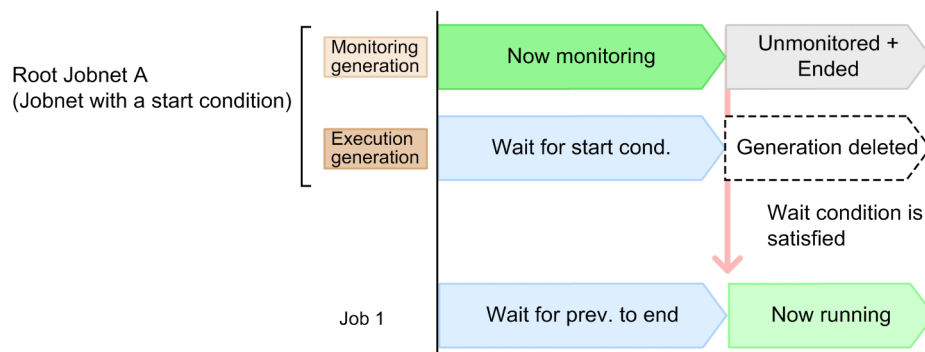 Root Jobnet A
(Jobnet with a start condition)
Monitoring
generation
Now monitoring
Unmonitored +
Ended
Execution
generation
Wait for start cond.
Generation deleted
Wait condition is
satisfied
Job 1
Wait for prev. to end
Now running